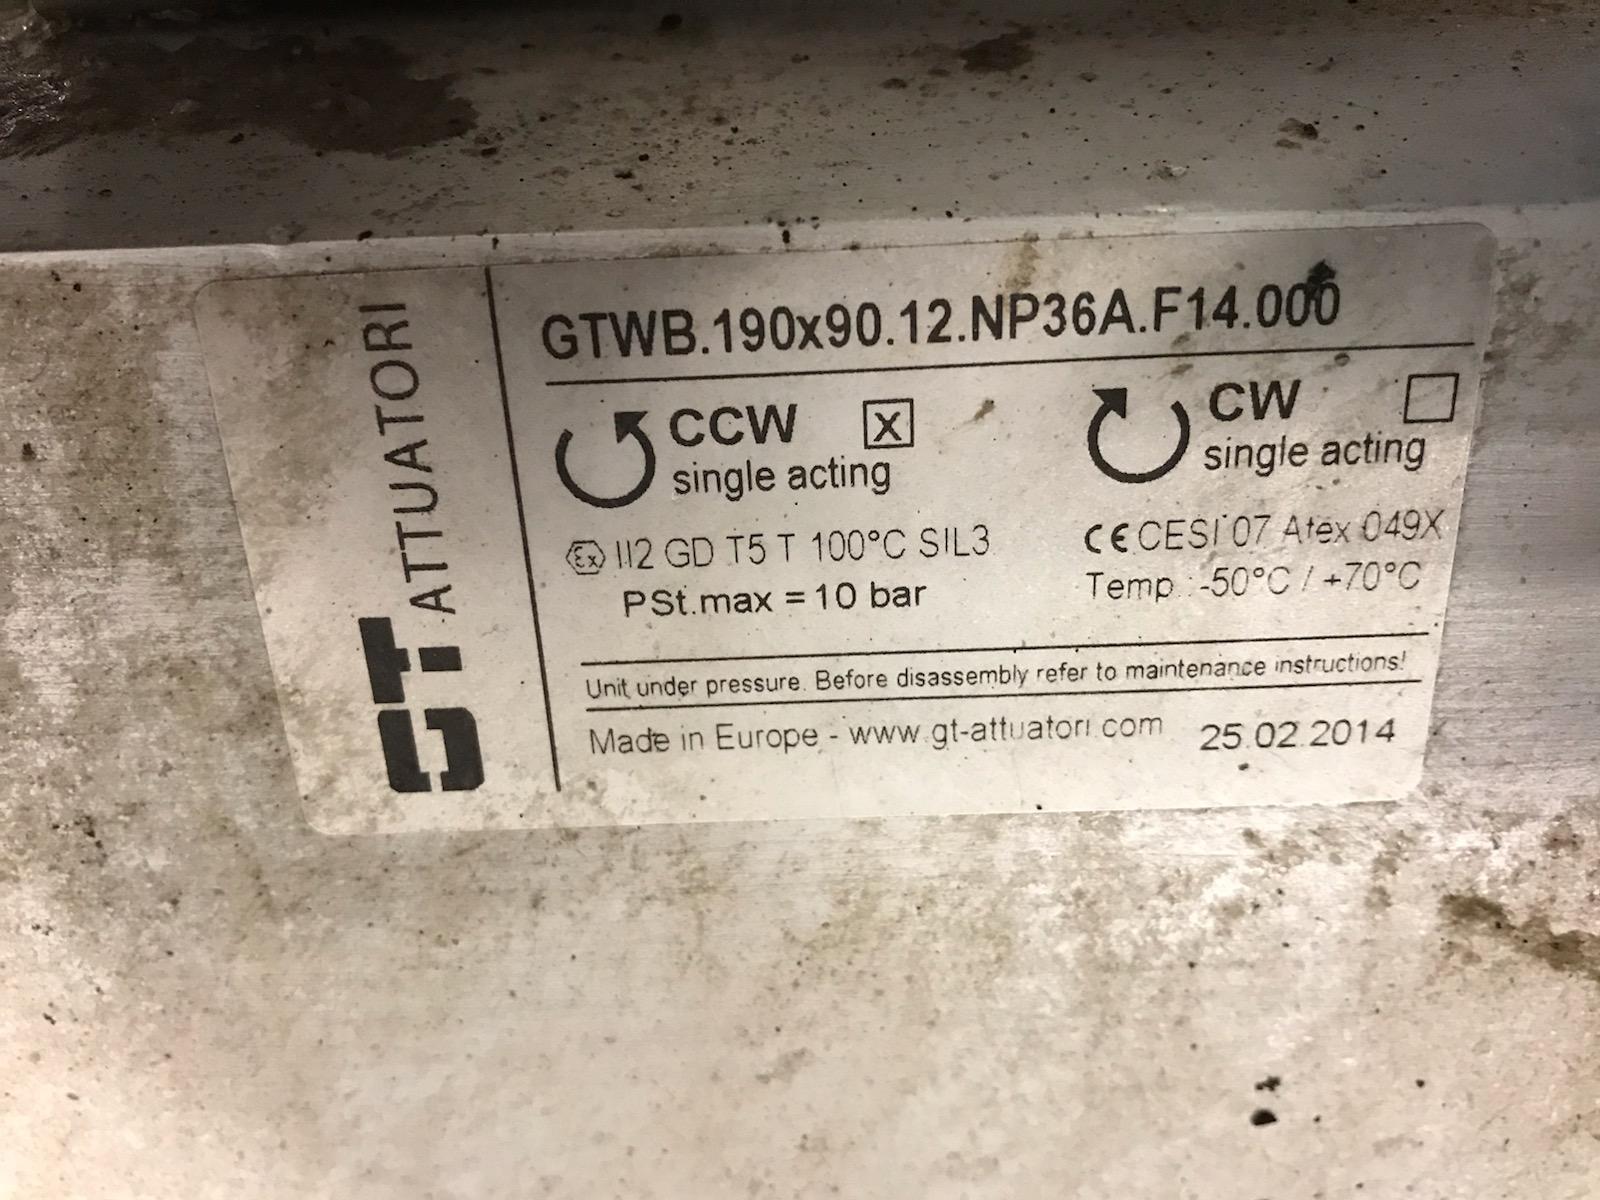 GT ATTUATORI
GTWB.190x90.12.NP36A.F14.000
CCW X
single acting
CW
single acting
Ex II2 GD T5 T 100°C SIL3
PSt.max = 10 bar
CE CESI 07 Atex 049X
Temp.: -50°C / +70°C
Unit under pressure. Before disassembly refer to maintenance instructions!
Made in Europe - www.gt-attuatori.com 25.02.2014